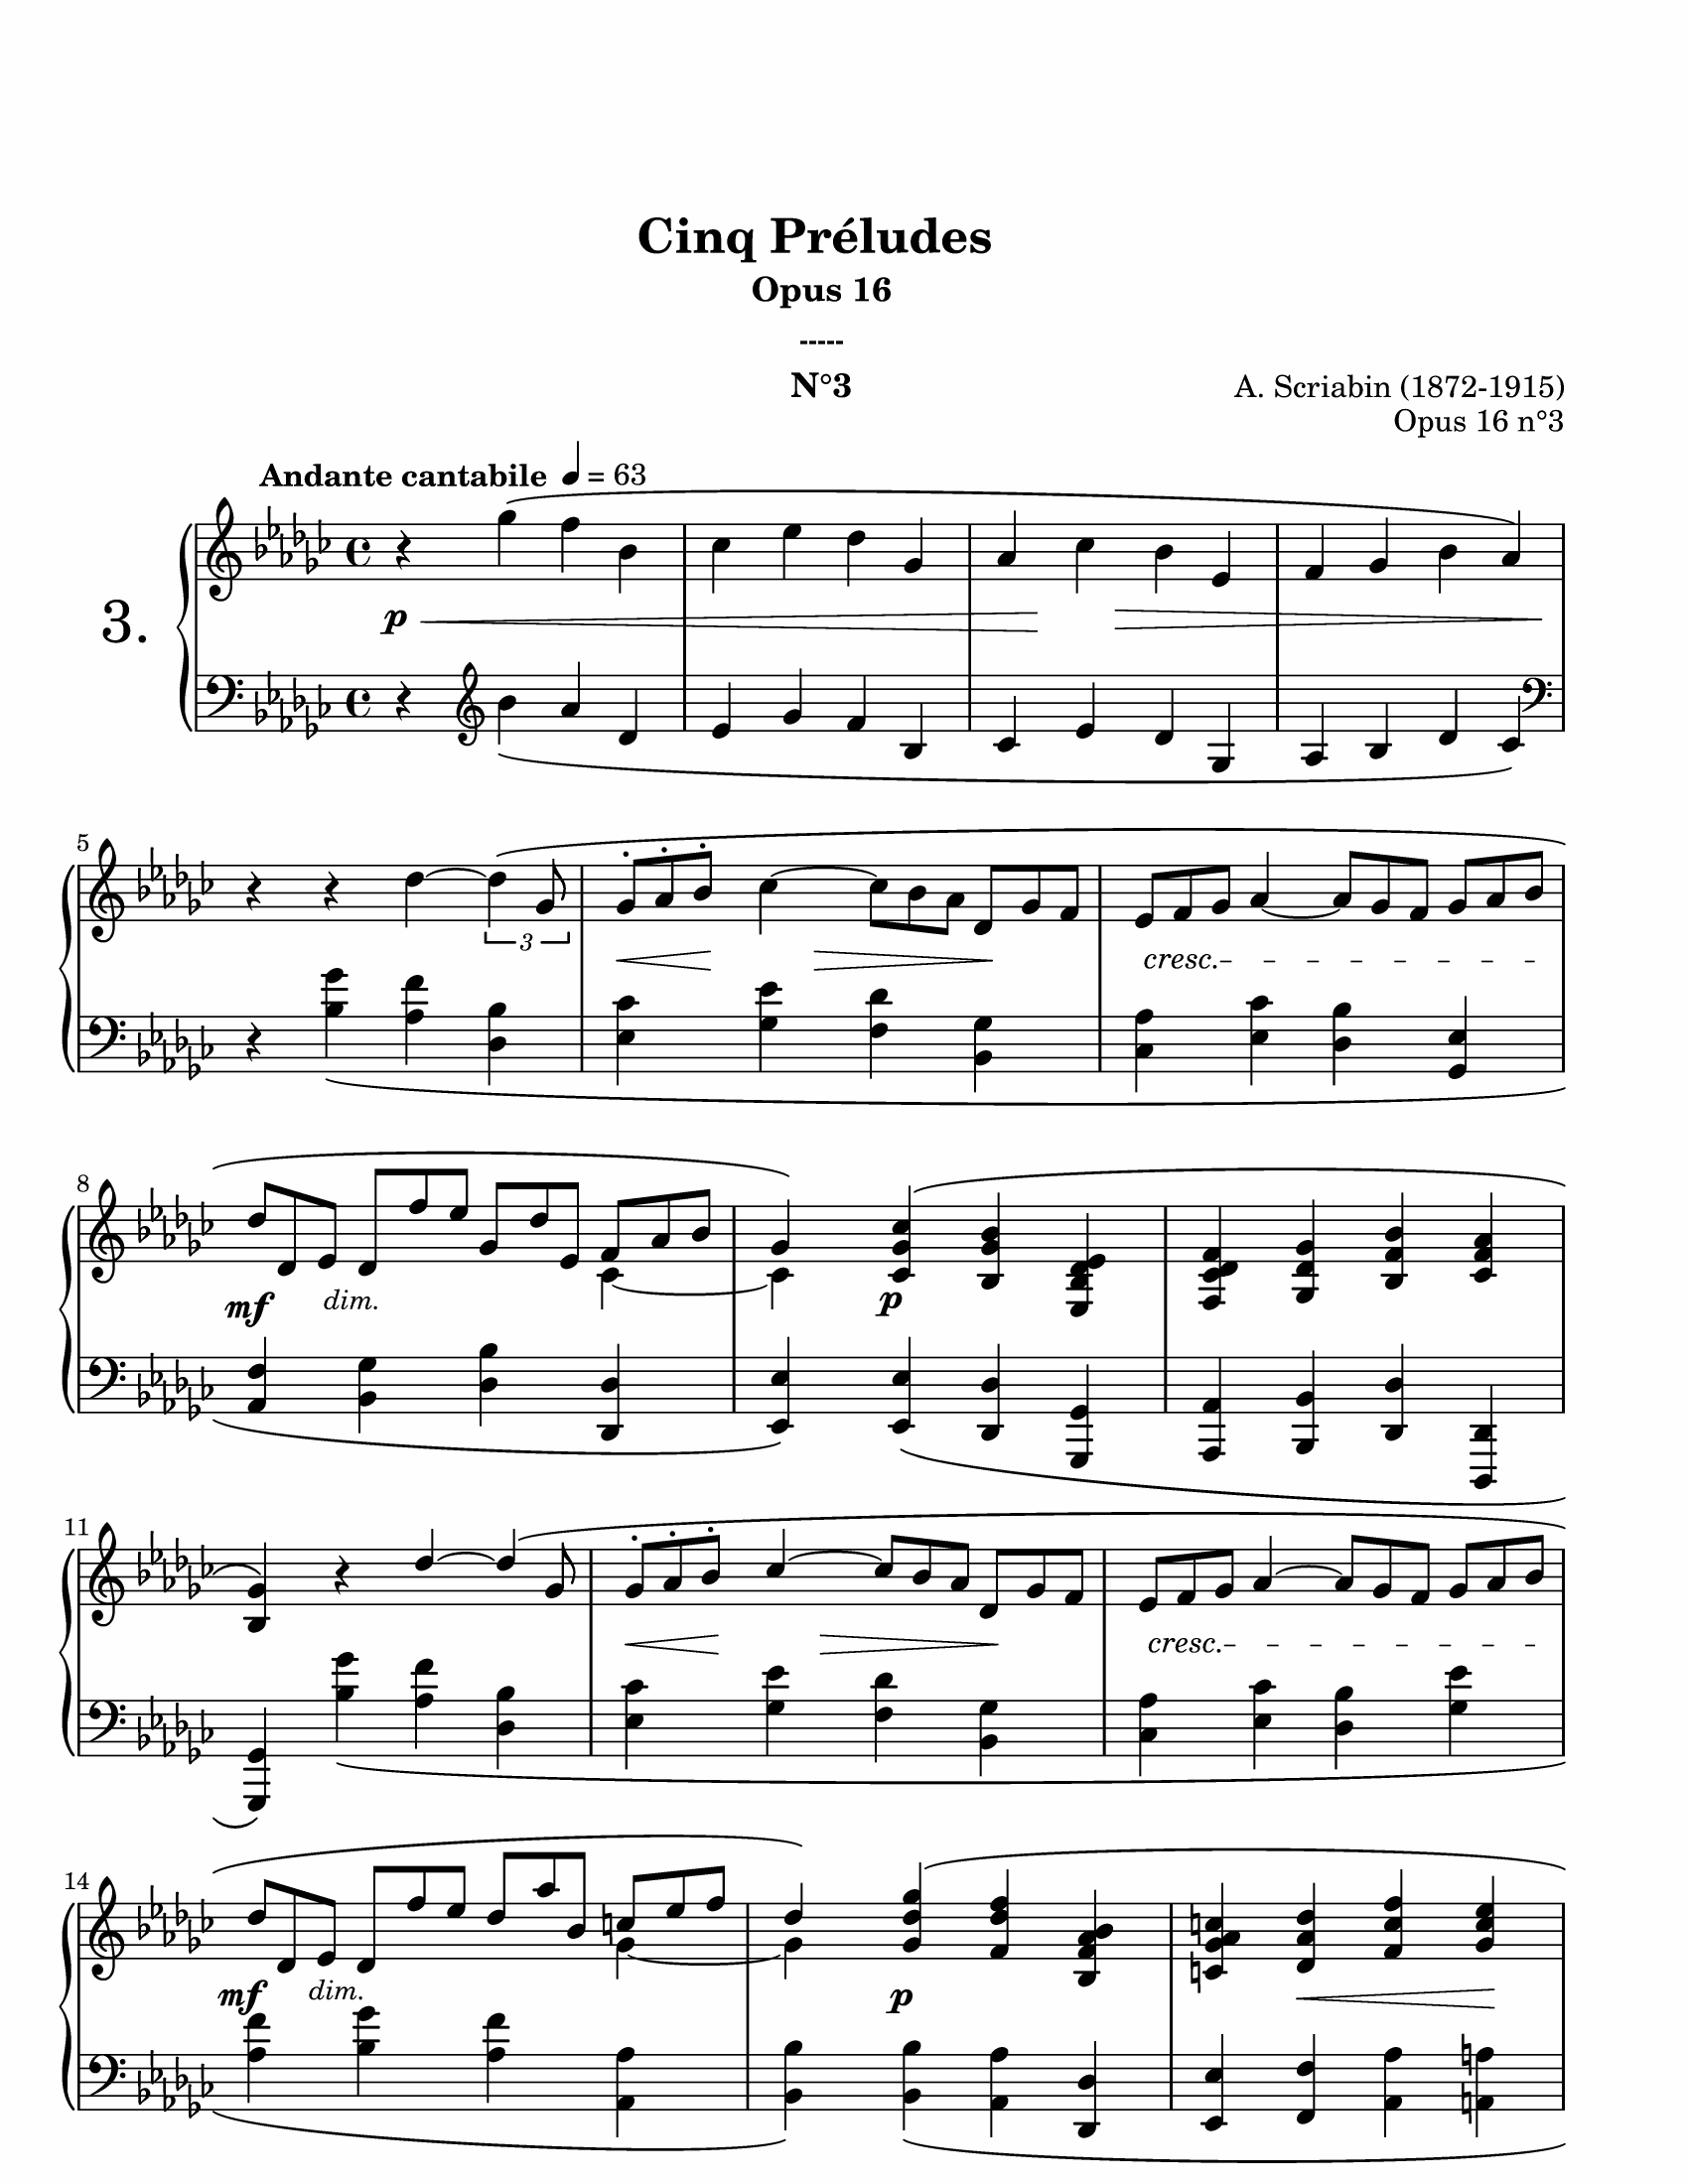 Cinq Préludes
Opus 16
-----
N°3
A. Scriabin (1872-1915)
Opus 16 n°3
Andante cantabile ♩ = 63
3.
p
5
3
cresc.
8
mf dim. p
11
cresc.
14
mf dim. p